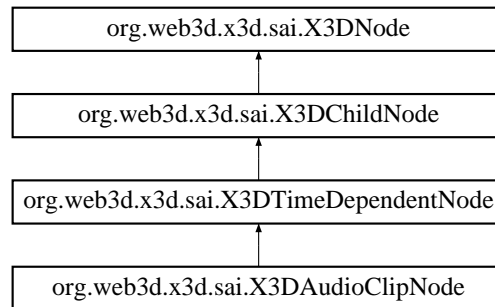 org.web3d.x3d.sai.X3DNode
org.web3d.x3d.sai.X3DChildNode
org.web3d.x3d.sai.X3DTimeDependentNode
org.web3d.x3d.sai.X3DAudioClipNode